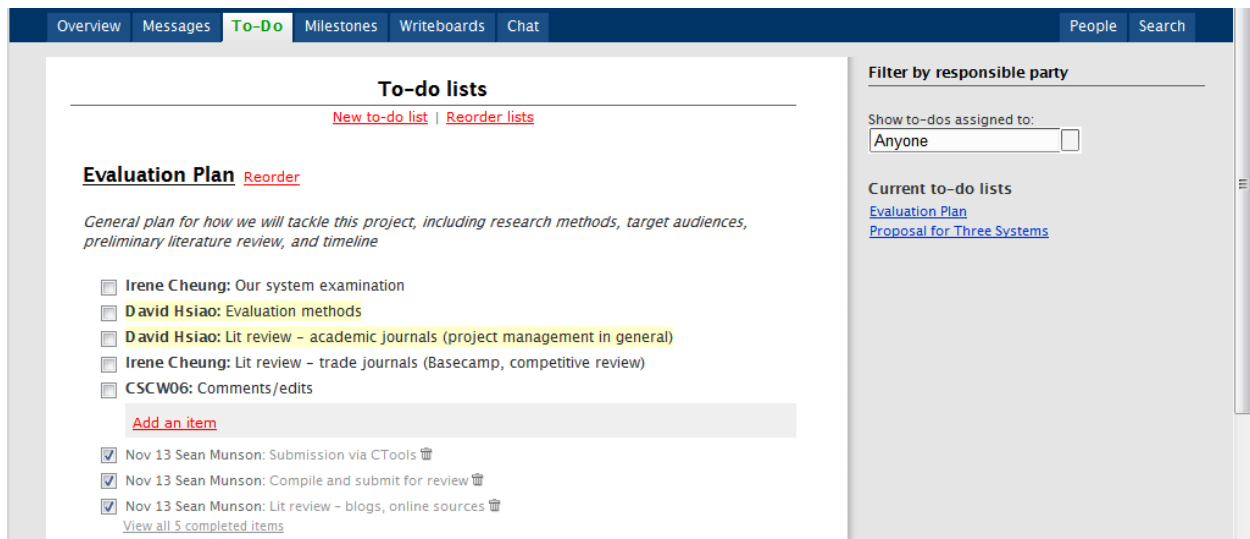 Overview Messages To-Do Milestones Writeboards Chat People Search
To-do lists
New to-do list | Reorder lists
Evaluation Plan Reorder
General plan for how we will tackle this project, including research methods, target audiences,
preliminary literature review, and timeline
Irene Cheung: Our system examination
David Hsiao: Evaluation methods
David Hsiao: Lit review – academic journals (project management in general)
Irene Cheung: Lit review – trade journals (Basecamp, competitive review)
CSCW06: Comments/edits
Add an item
Nov 13 Sean Munson: Submission via CTools
Nov 13 Sean Munson: Compile and submit for review
Nov 13 Sean Munson: Lit review – blogs, online sources
View all 5 completed items
Filter by responsible party
Show to-dos assigned to:
Anyone
Current to-do lists
Evaluation Plan
Proposal for Three Systems